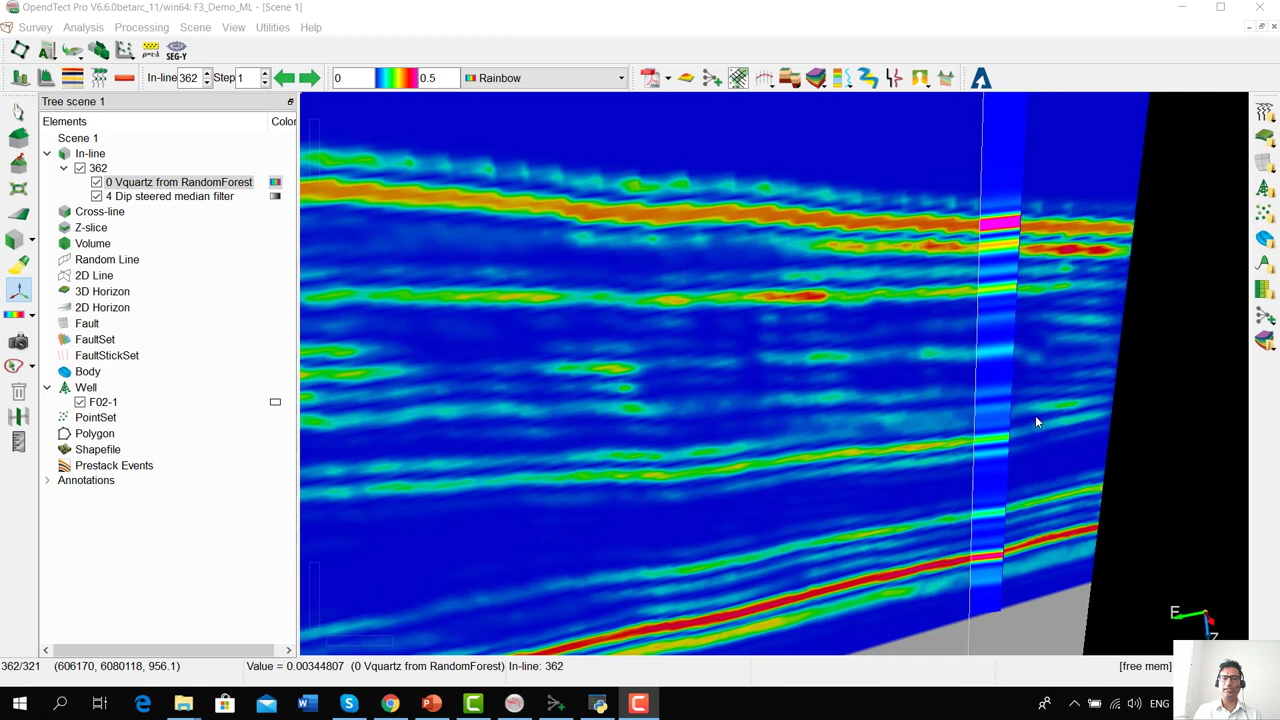 OpendTect Pro V6.6.0betarc_11/win64: F3_Demo_ML - [Scene 1]
Survey Analysis Processing Scene View Utilities Help
SEG-Y
In-line 362 Step 1 0.5 Rainbow
Tree scene 1
Elements Color
Scene 1
In-line
362
0 Vquartz from RandomForest
4 Dip steered median filter
Cross-line
Z-slice
Volume
Random Line
2D Line
3D Horizon
2D Horizon
Fault
FaultSet
FaultStickSet
Body
Well
F02-1
PointSet
Polygon
Shapefile
Prestack Events
Annotations
E
Z
362/321 (606170, 6080118, 956.1) Value = 0.00344807 (0 Vquartz from RandomForest) In-line: 362 [free mem]
ENG